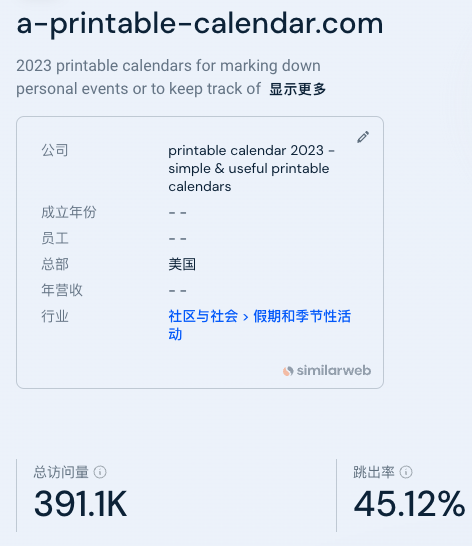 a-printable-calendar.com
2023 printable calendars for marking down
personal events or to keep track of 显示更多
公司 printable calendar 2023 -
simple & useful printable
calendars
成立年份 - -
员工 - -
总部 美国
年营收 - -
行业 社区与社会 > 假期和季节性活
动
similarweb
总访问量 跳出率
391.1K 45.12%